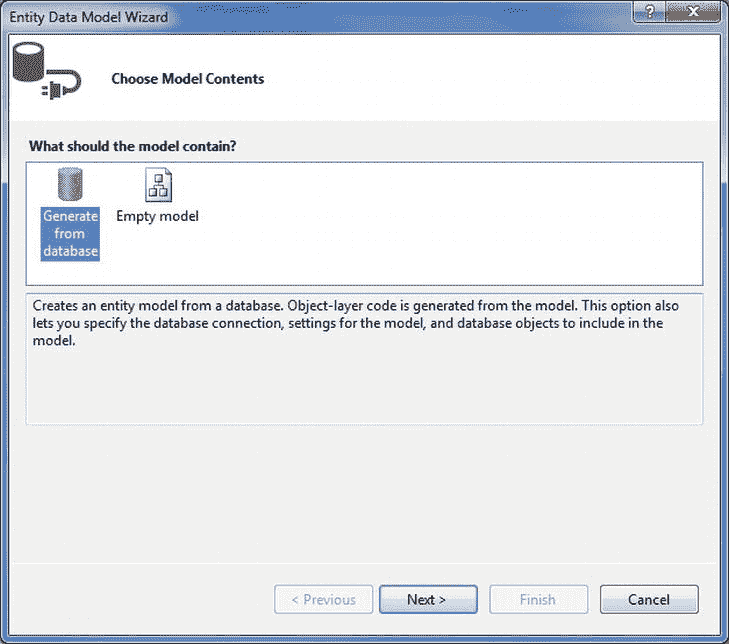 Entity Data Model Wizard
?
Choose Model Contents
What should the model contain?
Generate
from
database
Empty model
Creates an entity model from a database. Object-layer code is generated from the model. This option also
lets you specify the database connection, settings for the model, and database objects to include in the
model.
< Previous
Next >
Finish
Cancel